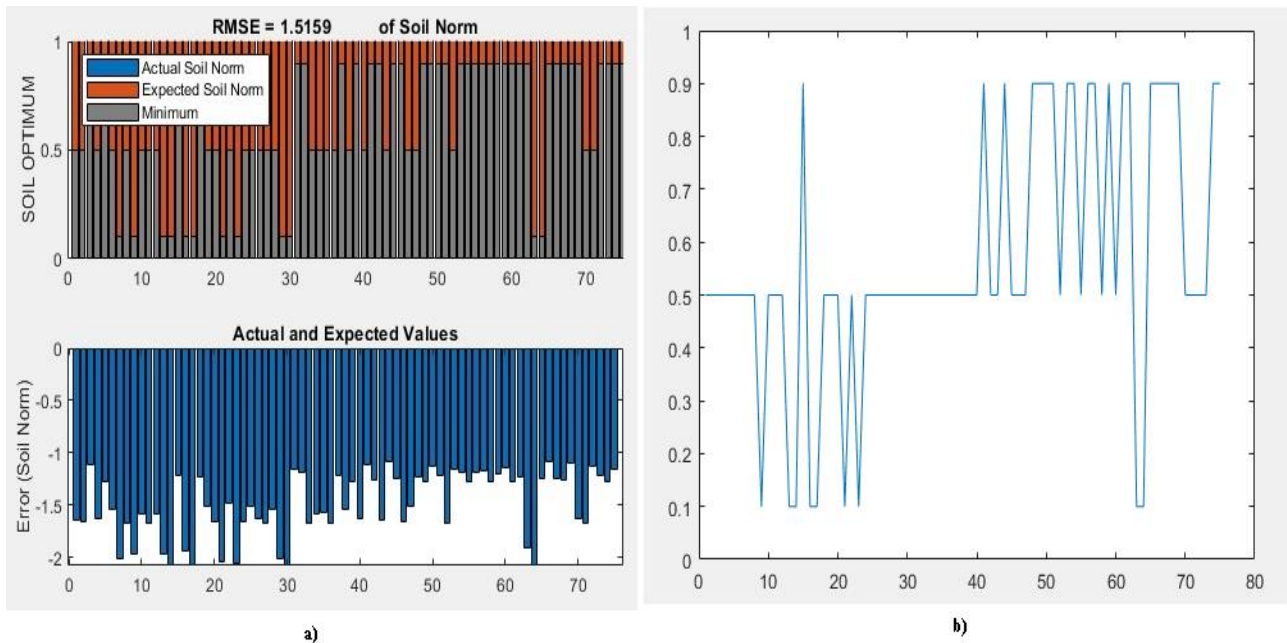 RMSE = 1.5159 of Soil Norm
1
0.5
0
SOIL OPTIMUM
Actual Soil Norm
Expected Soil Norm
Minimum
0 10 20 30 40 50 60 70
Actual and Expected Values
0
-0.5
-1
-1.5
-2
Error (Soil Norm)
0 10 20 30 40 50 60 70
a)
1
0.9
0.8
0.7
0.6
0.5
0.4
0.3
0.2
0.1
0
0 10 20 30 40 50 60 70 80
b)